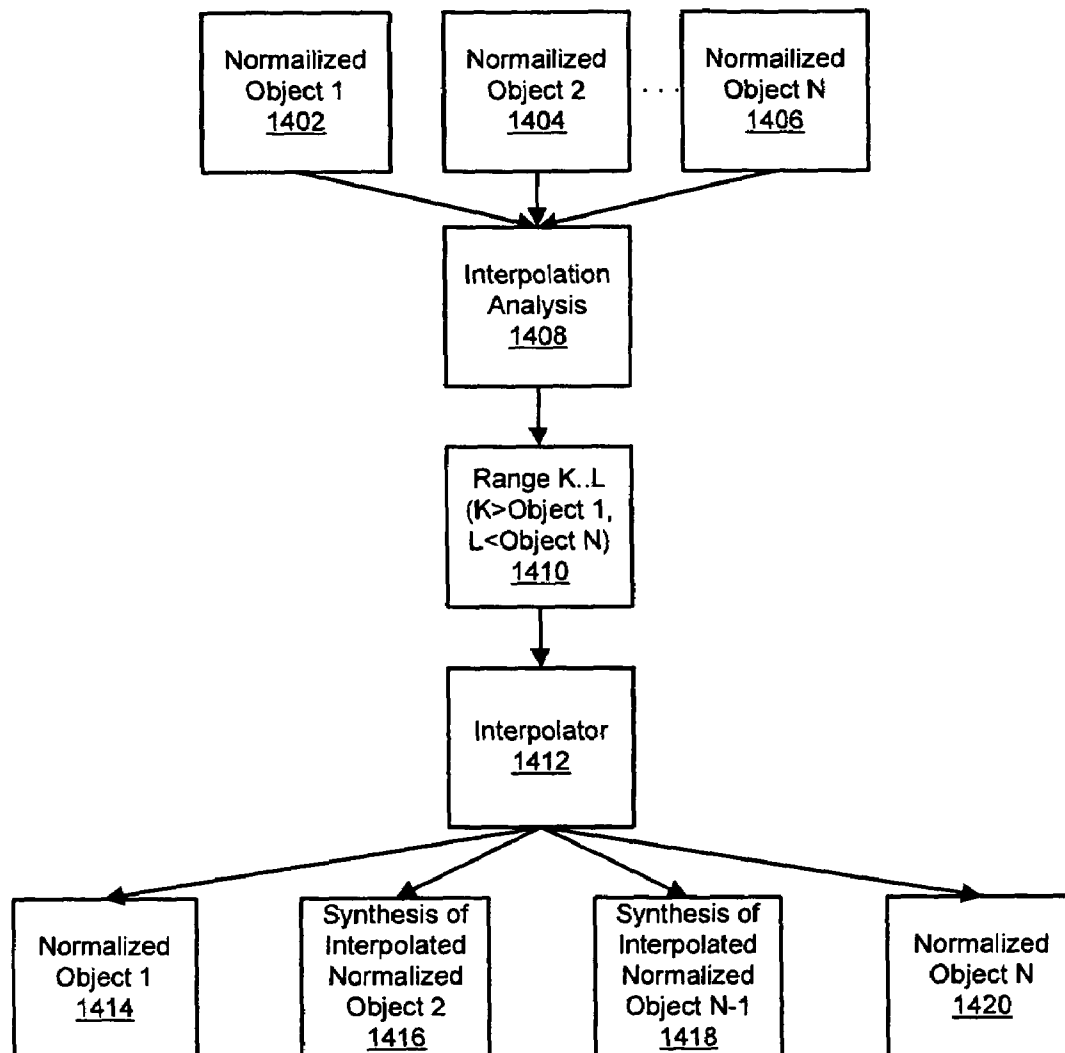 Normailized
Object 1
1402
Normailized
Object 2
1404
. . .
Normailized
Object N
1406
Interpolation
Analysis
1408
Range K..L
(K>Object 1,
L<Object N)
1410
Interpolator
1412
Normalized
Object 1
1414
Synthesis of
Interpolated
Normalized
Object 2
1416
Synthesis of
Interpolated
Normalized
Object N-1
1418
Normalized
Object N
1420